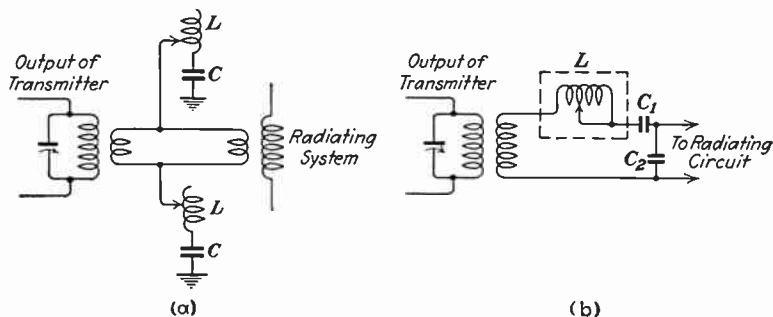 L
Output of
Transmitter
C
Radiating
System
L
C
(a)
Output of
Transmitter
L
C1
C2
To Radiating
Circuit
(b)